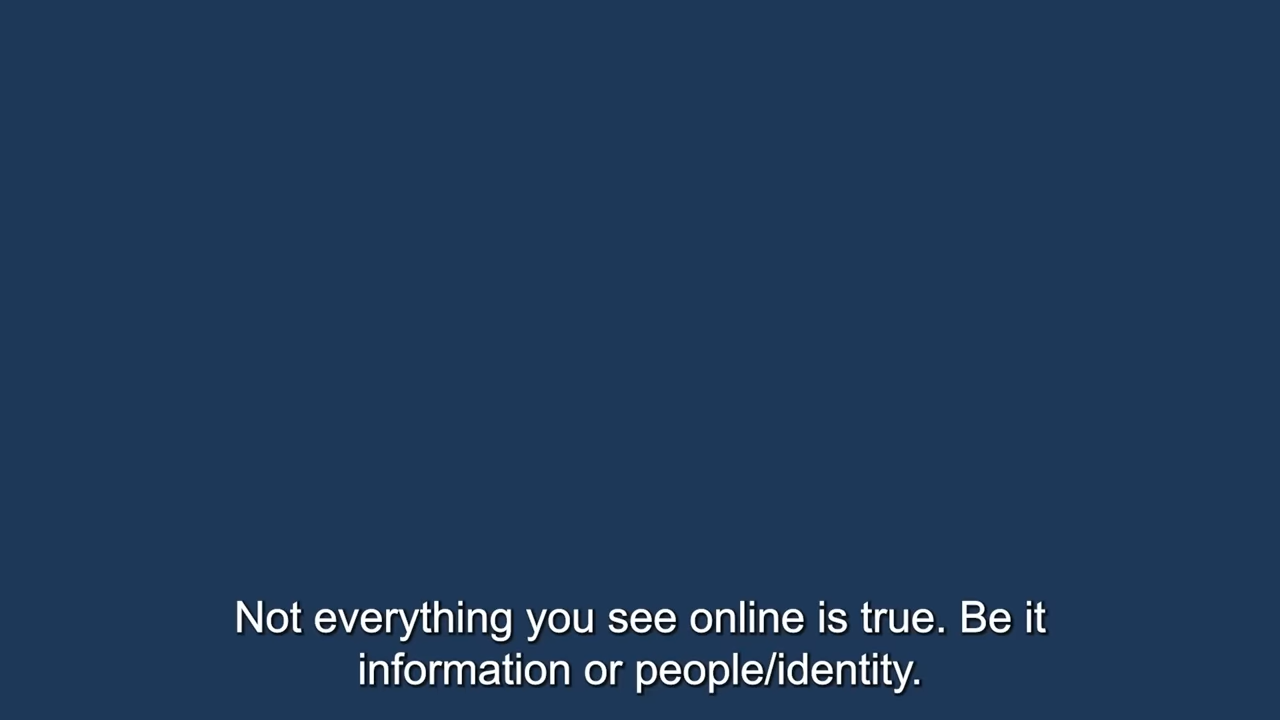 Not everything you see online is true. Be it
information or people/identity.